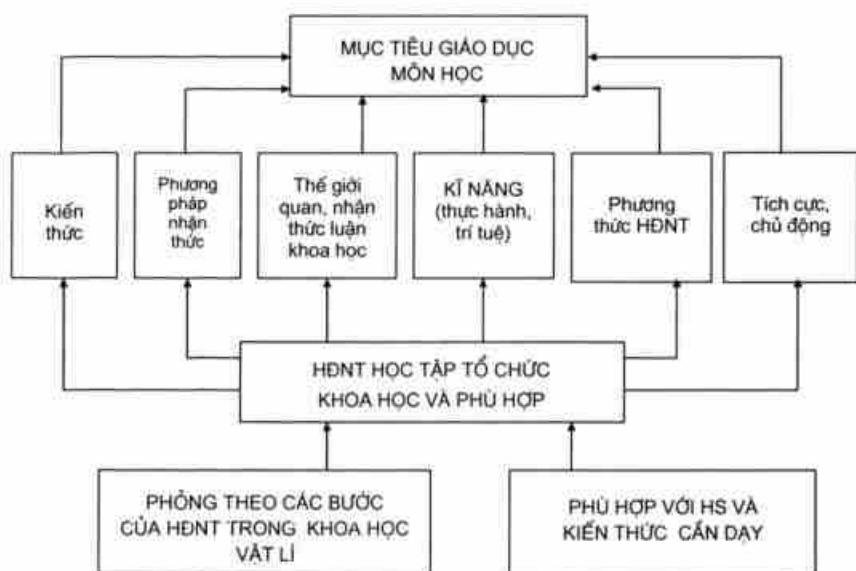 MỤC TIÊU GIÁO DỤC
MÔN HỌC
Kiến
thức
Phương
pháp
nhận
thức
Thế giới
quan, nhận
thức luận
khoa học
KĨ NĂNG
(thực hành,
trí tuệ)
Phương
thức HĐNT
Tích cực,
chủ động
HĐNT HỌC TẬP TỔ CHỨC
KHOA HỌC VÀ PHÙ HỢP
PHỎNG THEO CÁC BƯỚC
CỦA HĐNT TRONG KHOA HỌC
VẬT LÍ
PHÙ HỢP VỚI HS VÀ
KIẾN THỨC CẦN DẠY